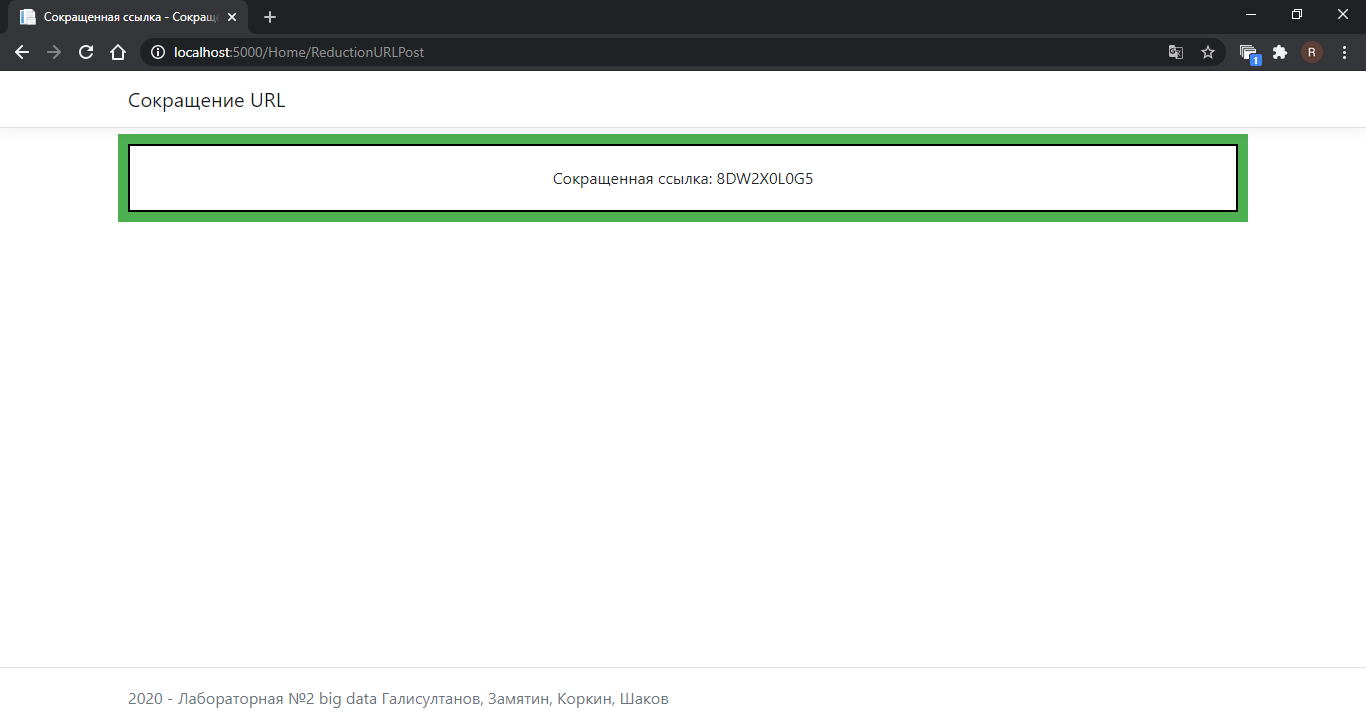 Сокращенная ссылка - Сокращ
localhost:5000/Home/ReductionURLPost
1
R
Сокращение URL
Сокращенная ссылка: 8DW2X0L0G5
2020 - Лабораторная №2 big data Галисултанов, Замятин, Коркин, Шаков